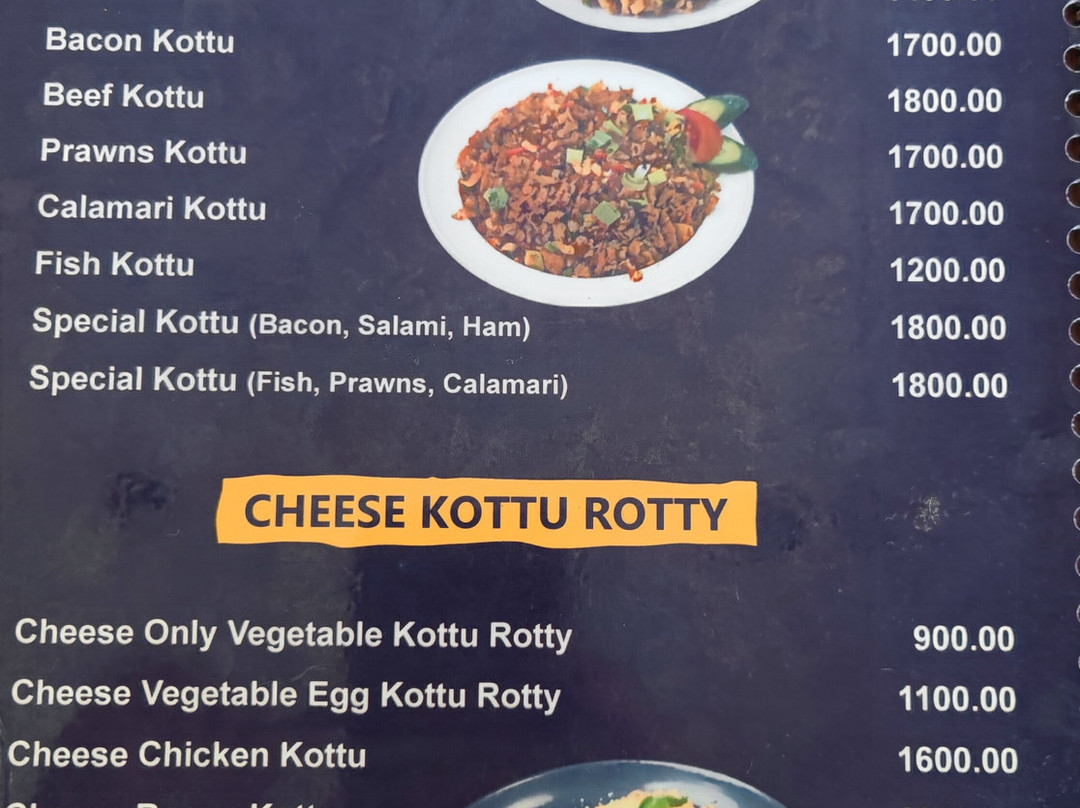 Bacon Kottu 1700.00
Beef Kottu 1800.00
Prawns Kottu 1700.00
Calamari Kottu 1700.00
Fish Kottu 1200.00
Special Kottu (Bacon, Salami, Ham) 1800.00
Special Kottu (Fish, Prawns, Calamari) 1800.00
CHEESE KOTTU ROTTY
Cheese Only Vegetable Kottu Rotty 900.00
Cheese Vegetable Egg Kottu Rotty 1100.00
Cheese Chicken Kottu 1600.00